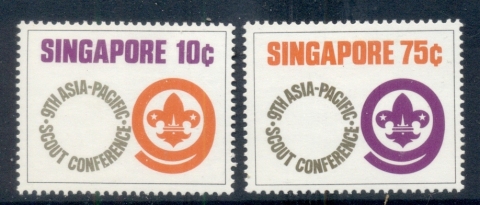 SINGAPORE 10¢
·9TH ASIA-PACIFIC·
SCOUT CONFERENCE
SINGAPORE 75¢
·9TH ASIA-PACIFIC·
SCOUT CONFERENCE